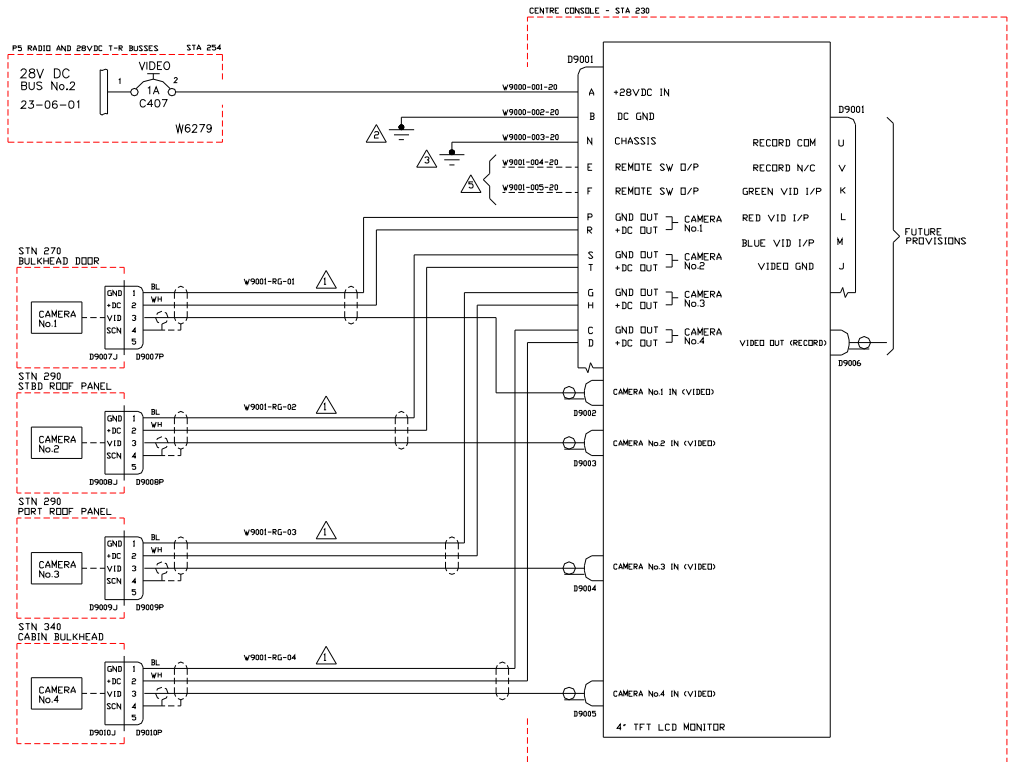 CENTRE CONSOLE - STA 230
P5 RADIO AND 28VDC T-R BUSSES STA 254
28V DC
BUS No.2
23-06-01
1
VIDEO
2
1A
C407
W6279
D9001
W9000-001-20 A +28VDC IN
D9001
2
W9000-002-20 B DC GND
3
W9000-003-20 N CHASSIS
RECORD COM U
5
W9001-004-20 E REMOTE SW O/P
RECORD N/C V
W9001-005-20 F REMOTE SW O/P
GREEN VID I/P K
P GND OUT
R +DC OUT
CAMERA
No.1
RED VID I/P L
BLUE VID I/P M
FUTURE
PROVISIONS
S GND OUT
T +DC OUT
CAMERA
No.2
VIDEO GND J
G GND OUT
H +DC OUT
CAMERA
No.3
C GND OUT
D +DC OUT
CAMERA
No.4
VIDEO OUT (RECORD)
D9006
STN 270
BULKHEAD DOOR
CAMERA
No.1
GND 1 BL
+DC 2 WH
VID 3
SCN 4
5
D9007J D9007P
W9001-RG-01
1
D9002
CAMERA No.1 IN (VIDEO)
STN 290
STBD ROOF PANEL
CAMERA
No.2
GND 1 BL
+DC 2 WH
VID 3
SCN 4
5
D9008J D9008P
W9001-RG-02
1
D9003
CAMERA No.2 IN (VIDEO)
STN 290
PORT ROOF PANEL
CAMERA
No.3
GND 1 BL
+DC 2 WH
VID 3
SCN 4
5
D9009J D9009P
W9001-RG-03
1
D9004
CAMERA No.3 IN (VIDEO)
STN 340
CABIN BULKHEAD
CAMERA
No.4
GND 1 BL
+DC 2 WH
VID 3
SCN 4
5
D9010J D9010P
W9001-RG-04
1
D9005
CAMERA No.4 IN (VIDEO)
4" TFT LCD MONITOR